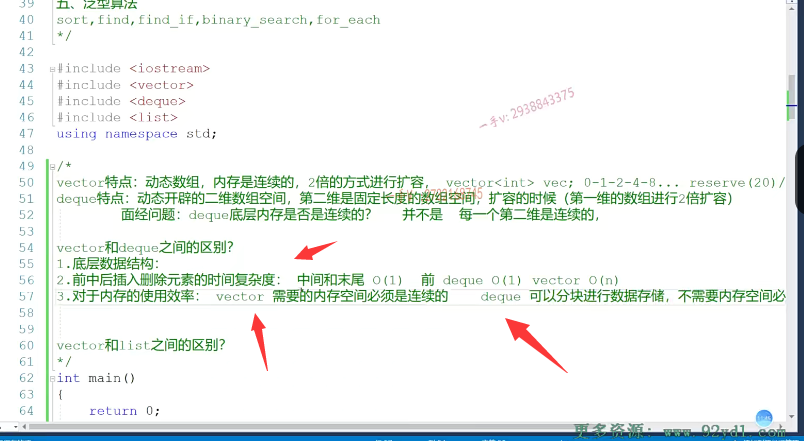 39 五、泛型算法
40 sort,find,find_if,binary_search,for_each
41 */
42
43 #include <iostream>
44 #include <vector>
45 #include <deque>
46 #include <list>
47 using namespace std;
48
49 /*
50 vector特点：动态数组，内存是连续的，2倍的方式进行扩容， vector<int> vec; 0-1-2-4-8... reserve(20)/
51 deque特点：动态开辟的二维数组空间，第二维是固定长度的数组空间，扩容的时候（第一维的数组进行2倍扩容）
52 面经问题：deque底层内存是否是连续的？ 并不是 每一个第二维是连续的，
53
54 vector和deque之间的区别？
55 1.底层数据结构：
56 2.前中后插入删除元素的时间复杂度： 中间和末尾 O(1) 前 deque O(1) vector O(n)
57 3.对于内存的使用效率： vector 需要的内存空间必须是连续的 deque 可以分块进行数据存储，不需要内存空间必
58
59
60 vector和list之间的区别？
61 */
62 int main()
63 {
64 return 0;
一手v:2938843375
更多资源：www.92xdl.com